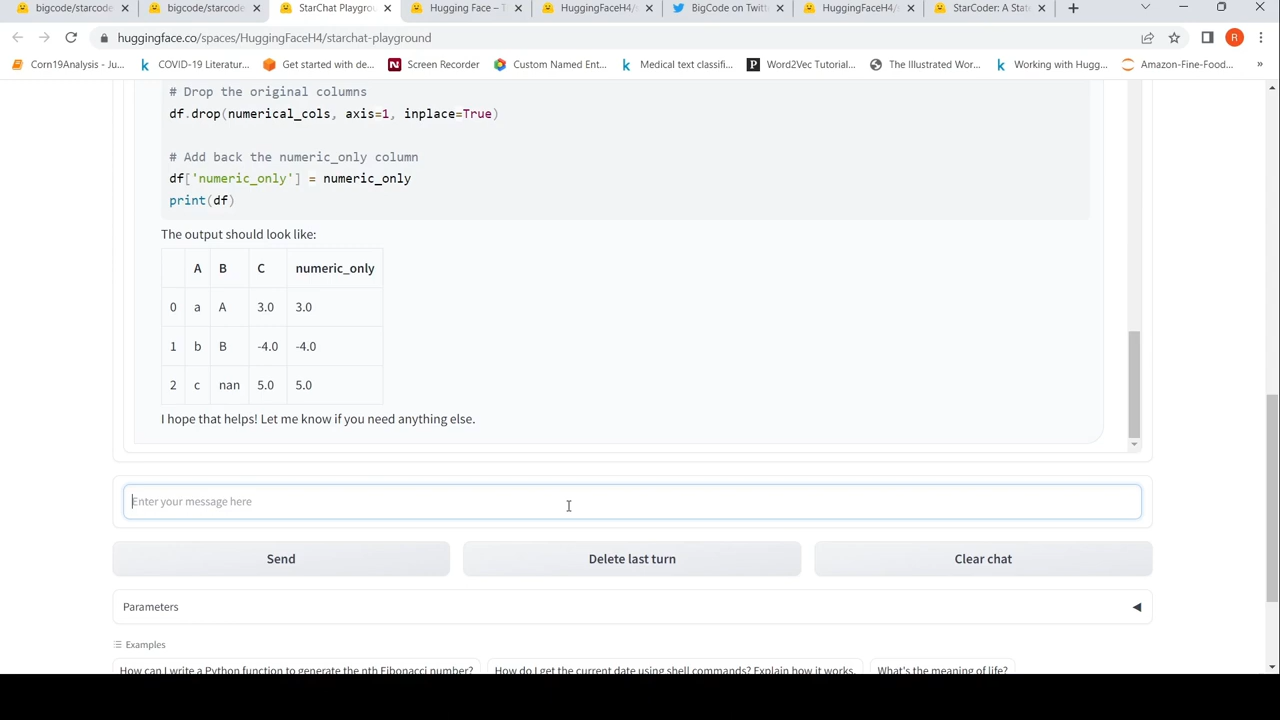 bigcode/starcode
bigcode/starcode
StarChat Playgrou
Hugging Face – T
HuggingFaceH4/
BigCode on Twitt
HuggingFaceH4/
StarCoder: A Stat
huggingface.co/spaces/HuggingFaceH4/starchat-playground
R
Corn19Analysis - Ju...
COVID-19 Literatur...
Get started with de...
Screen Recorder
Custom Named Ent...
Medical text classifi...
Word2Vec Tutorial...
The Illustrated Wor...
Working with Hugg...
Amazon-Fine-Food...
»
# Drop the original columns
df.drop(numerical_cols, axis=1, inplace=True)
# Add back the numeric_only column
df['numeric_only'] = numeric_only
print(df)
The output should look like:
A B C numeric_only
0 a A 3.0 3.0
1 b B -4.0 -4.0
2 c nan 5.0 5.0
I hope that helps! Let me know if you need anything else.
Enter your message here
Send
Delete last turn
Clear chat
Parameters
Examples
How can I write a Python function to generate the nth Fibonacci number?
How do I get the current date using shell commands? Explain how it works.
What's the meaning of life?